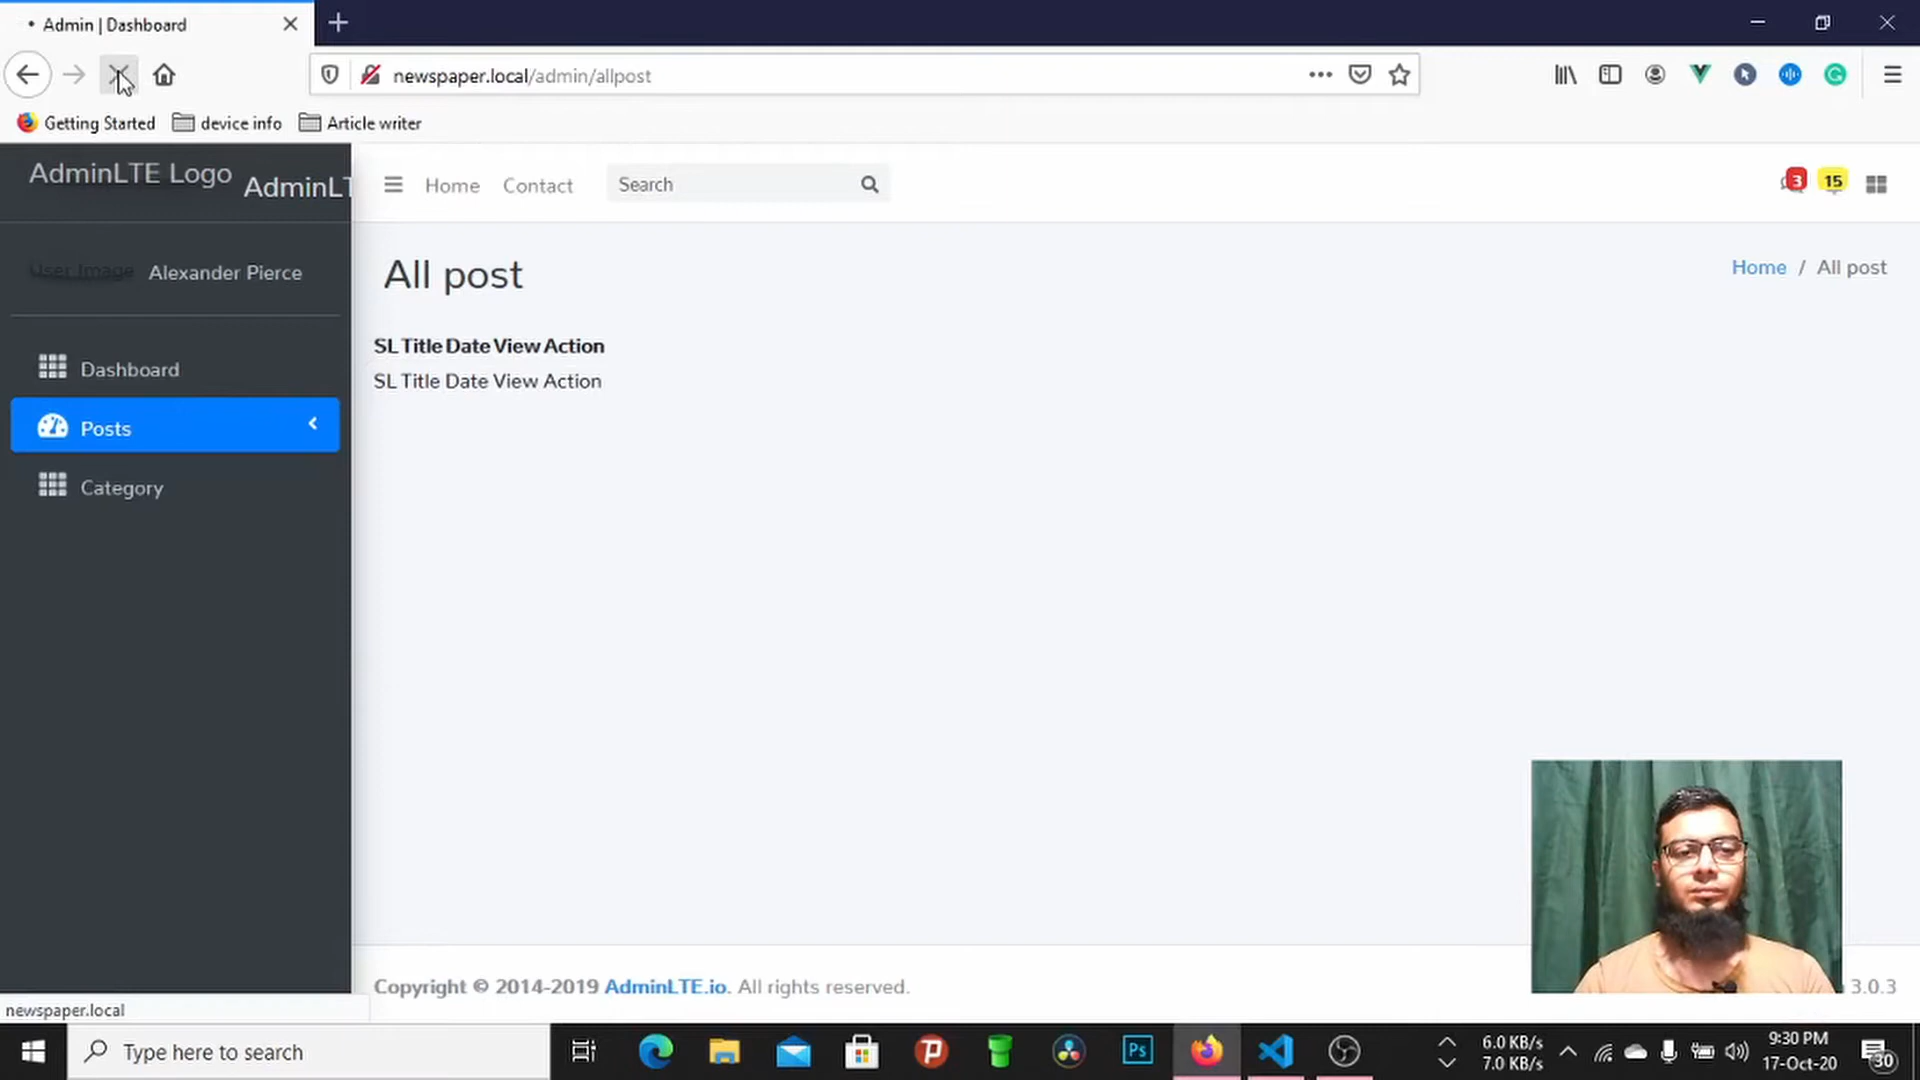 Admin | Dashboard
newspaper.local/admin/allpost
Getting Started device info Article writer
AdminLTE Logo AdminLT
Home Contact Search 3 15
User Image Alexander Pierce
All post
Home / All post
SL Title Date View Action
SL Title Date View Action
Dashboard
Posts
Category
Copyright © 2014-2019 AdminLTE.io. All rights reserved. 3.0.3
newspaper.local
Type here to search
Ps
6.0 KB/s
7.0 KB/s
9:30 PM
17-Oct-20
30